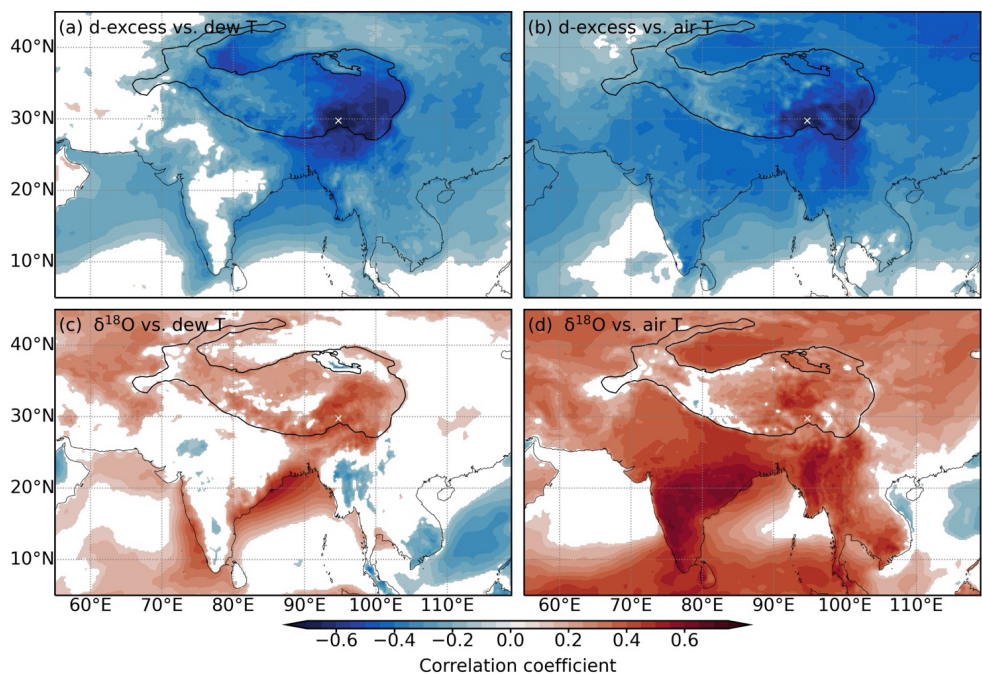 (a) d-excess vs. dew T
(b) d-excess vs. air T
40°N
30°N
20°N
10°N
(c) δ¹⁸O vs. dew T
(d) δ¹⁸O vs. air T
40°N
30°N
20°N
10°N
60°E 70°E 80°E 90°E 100°E 110°E
60°E 70°E 80°E 90°E 100°E 110°E
−0.6 −0.4 −0.2 0.0 0.2 0.4 0.6
Correlation coefficient